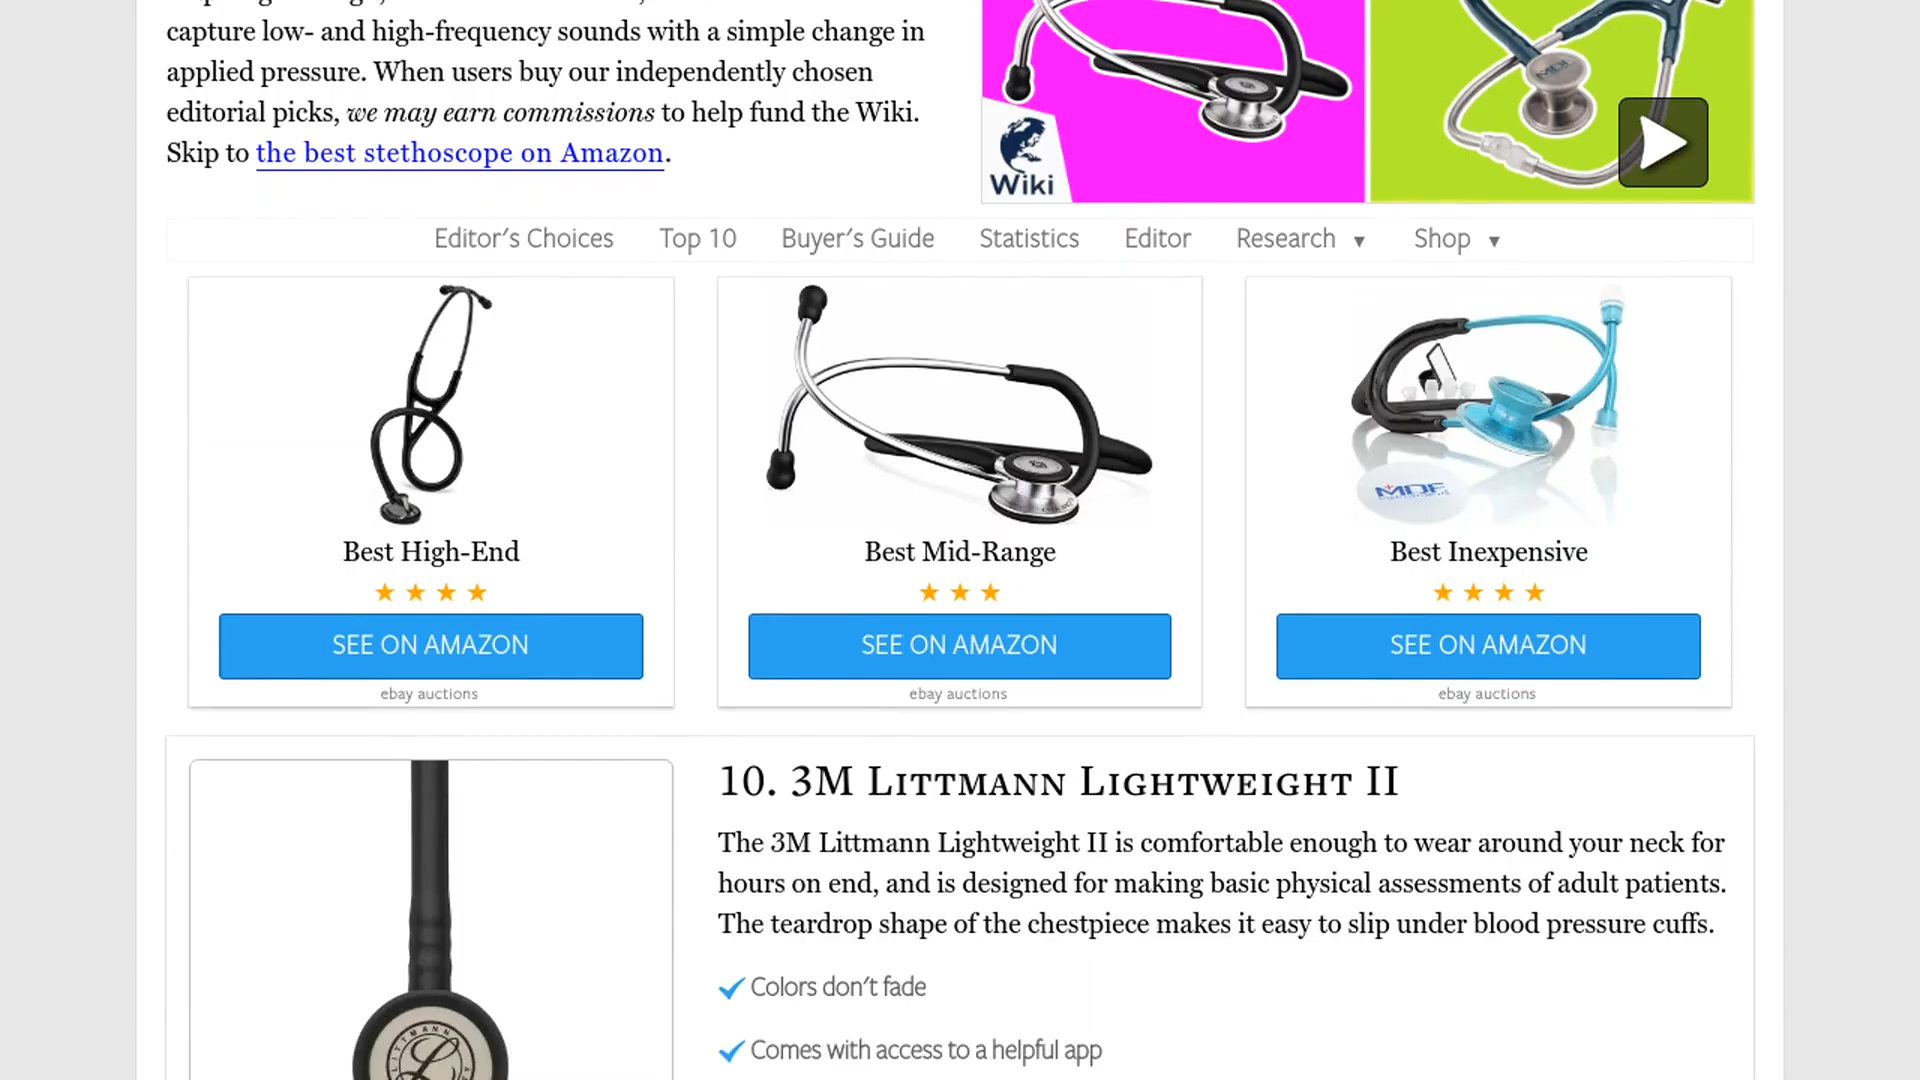 capture low- and high-frequency sounds with a simple change in
applied pressure. When users buy our independently chosen
editorial picks, we may earn commissions to help fund the Wiki.
Skip to the best stethoscope on Amazon.
Wiki
MDF
Editor's Choices Top 10 Buyer's Guide Statistics Editor Research ▼ Shop ▼
MDF
Best High-End Best Mid-Range Best Inexpensive
★ ★ ★ ★ ★ ★ ★ ★ ★ ★ ★
SEE ON AMAZON SEE ON AMAZON SEE ON AMAZON
ebay auctions ebay auctions ebay auctions
10. 3M Littmann Lightweight II
The 3M Littmann Lightweight II is comfortable enough to wear around your neck for
hours on end, and is designed for making basic physical assessments of adult patients.
The teardrop shape of the chestpiece makes it easy to slip under blood pressure cuffs.
Colors don't fade
Comes with access to a helpful app
LITTMANN
L